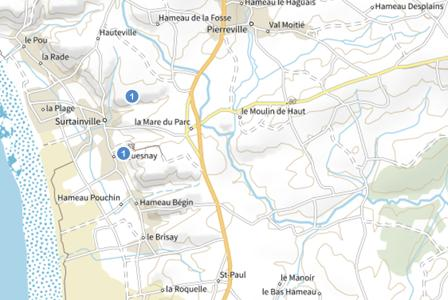 Hameau le Haguais
Hameau Desplains
Hameau de la Fosse
Pierreville
Val Moitié
Hauteville
le Pou
la Rade
1
80
la Plage
Surtainville
la Mare du Parc
le Moulin de Haut
1
uesnay
Hameau Pouchin
Hameau Bégin
le Brisay
St-Paul
le Manoir
la Roquelle
le Bas Hameau